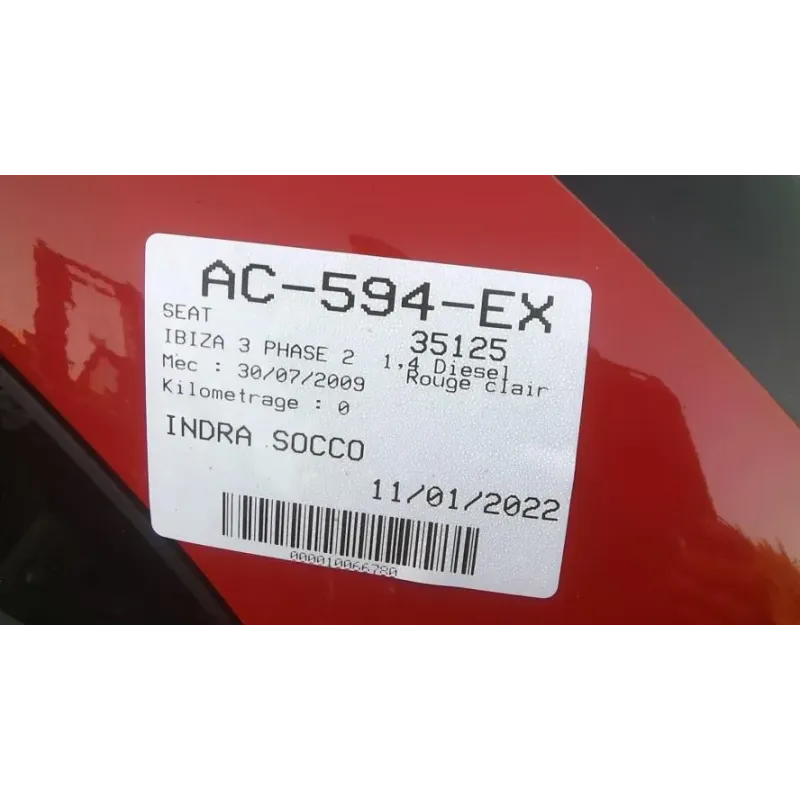 AC-594-EX
SEAT 35125
IBIZA 3 PHASE 2 1,4 Diesel
Mec : 30/07/2009 Rouge clair
Kilometrage : 0
INDRA SOCCO
11/01/2022
000010066780